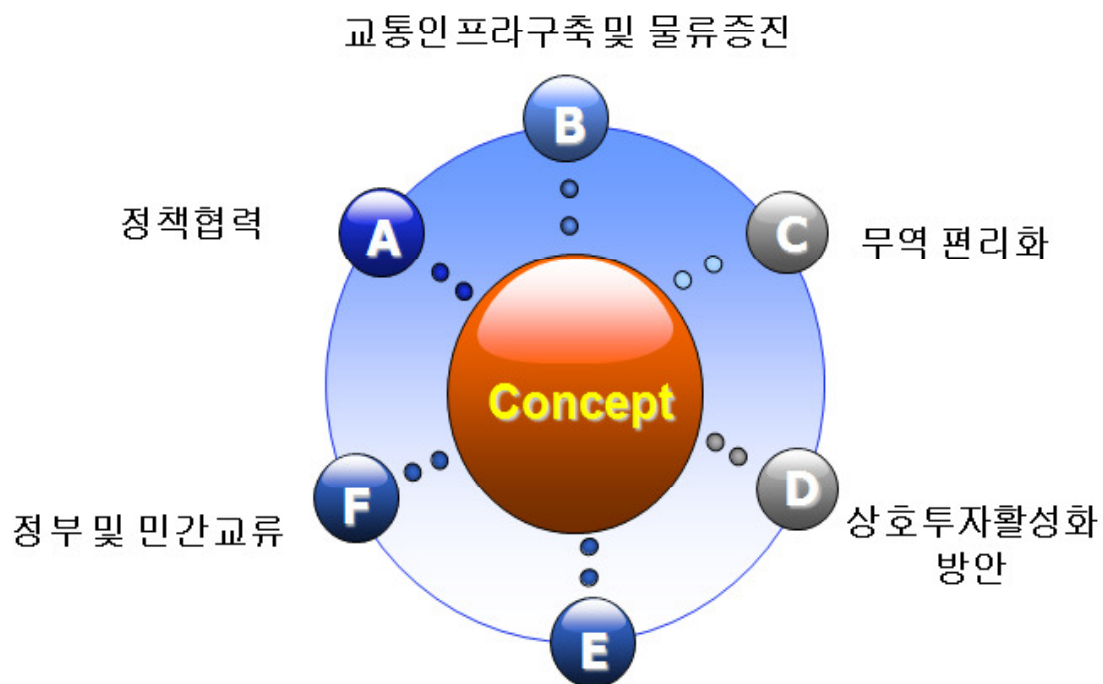 교통인프라구축 및 물류증진
B
정책협력
A
C
무역 편리화
Concept
F
D
정부 및 민간교류
상호투자활성화
방안
E